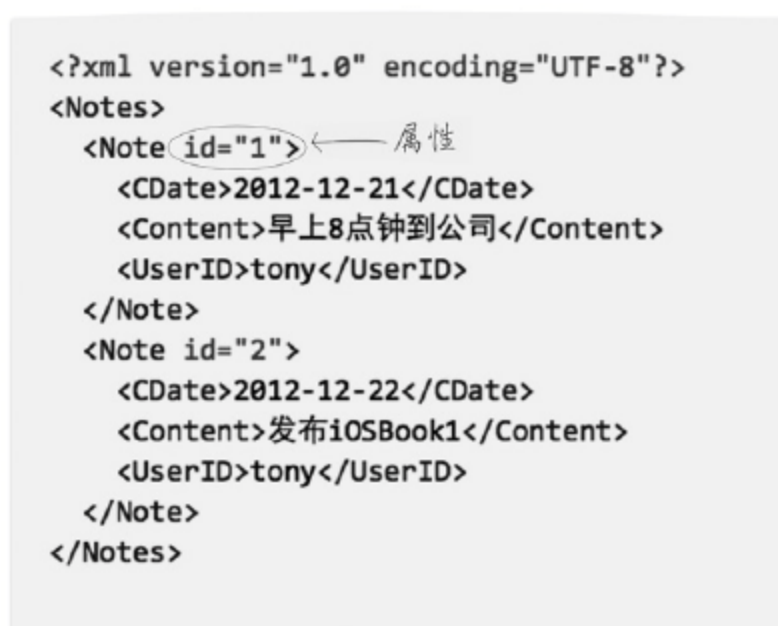 <?xml version="1.0" encoding="UTF-8"?>
<Notes>
<Note id="1"> 属性
<CDate>2012-12-21</CDate>
<Content>早上8点钟到公司</Content>
<UserID>tony</UserID>
</Note>
<Note id="2">
<CDate>2012-12-22</CDate>
<Content>发布iOSBook1</Content>
<UserID>tony</UserID>
</Note>
</Notes>